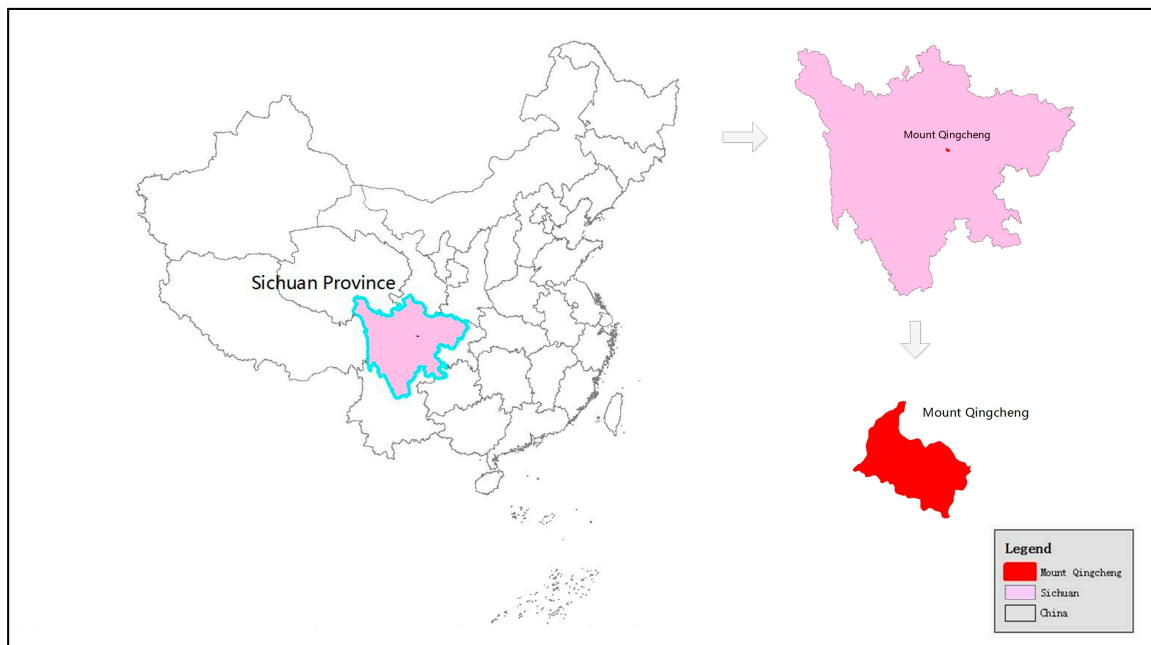 Sichuan Province
Mount Qingcheng
Mount Qingcheng
Legend
Mount Qingcheng
Sichuan
China